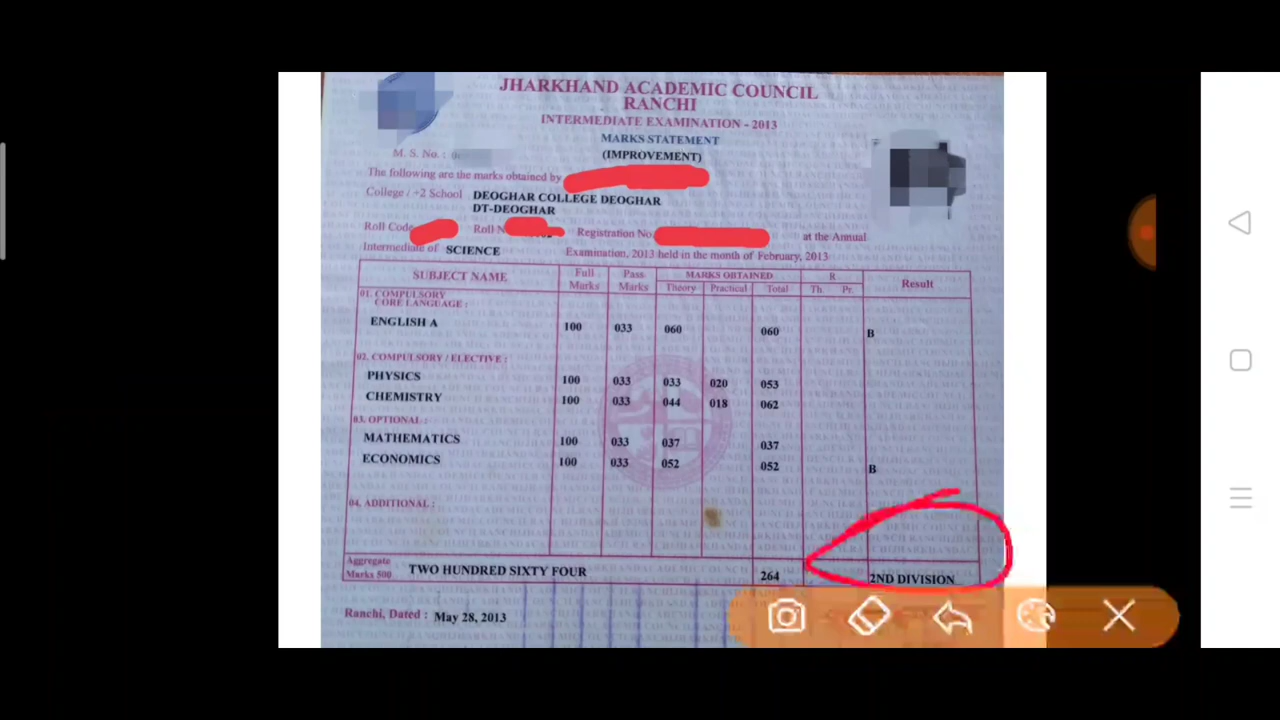 JHARKHAND ACADEMIC COUNCIL
RANCHI
INTERMEDIATE EXAMINATION - 2013
MARKS STATEMENT
(IMPROVEMENT)
M. S. No. :
The following are the marks obtained by
College / +2 School DEOGHAR COLLEGE DEOGHAR
DT-DEOGHAR
Roll Code Roll N Registration No. at the Annual
Intermediate of SCIENCE Examination, 2013 held in the month of February, 2013
SUBJECT NAME Full Marks Pass Marks MARKS OBTAINED R Result
Theory Practical Total Th. Pr.
01. COMPULSORY
CORE LANGUAGE :
ENGLISH A 100 033 060 060 B
02. COMPULSORY / ELECTIVE :
PHYSICS 100 033 033 020 053
CHEMISTRY 100 033 044 018 062
03. OPTIONAL :
MATHEMATICS 100 033 037 037
ECONOMICS 100 033 052 052 B
04. ADDITIONAL :
Aggregate
Marks 500 TWO HUNDRED SIXTY FOUR 264 2ND DIVISION
Ranchi, Dated : May 28, 2013